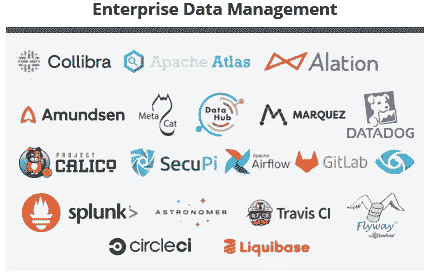 Enterprise Data Management
Collibra
Apache Atlas
Alation
Amundsen
Meta
Cat
Data
Hub
MARQUEZ
DATADOG
PROJECT
CALICO
SecuPi
Apache
Airflow
GitLab
splunk>
ASTRONOMER
Travis CI
Flyway
circleci
Liquibase